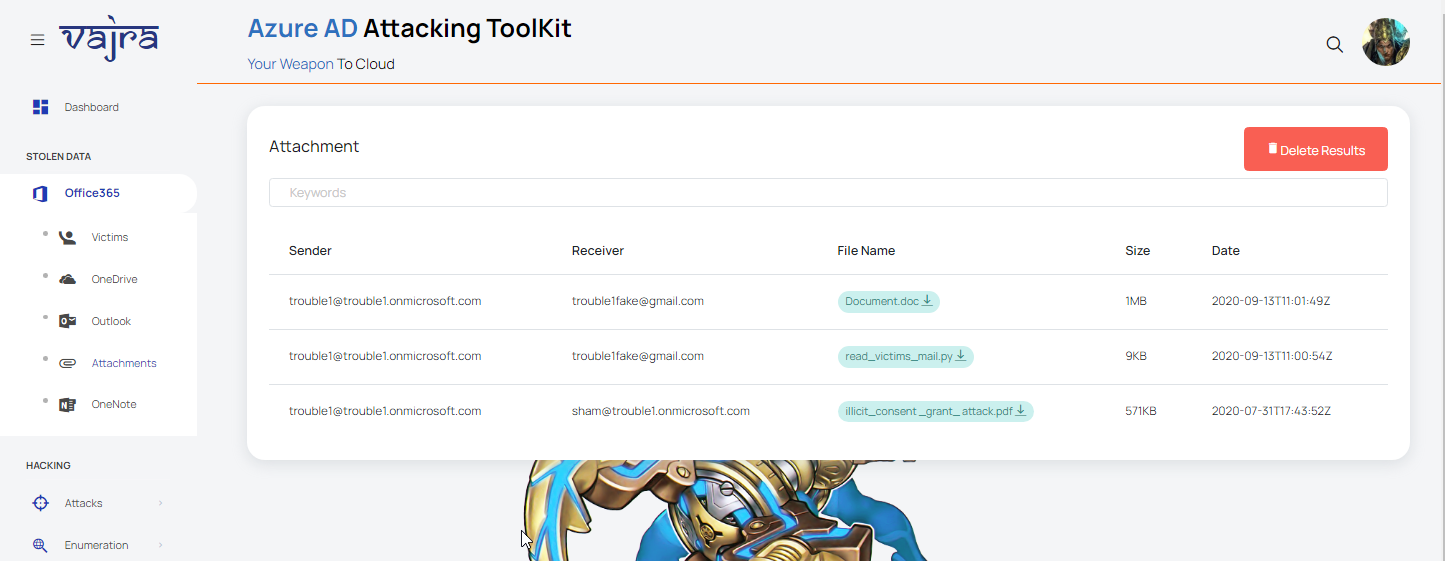 vajra
Azure AD Attacking ToolKit
Your Weapon To Cloud
Dashboard
STOLEN DATA
Office365
Victims
OneDrive
Outlook
Attachments
OneNote
HACKING
Attacks
Enumeration
Attachment
Delete Results
Keywords
Sender Receiver File Name Size Date
trouble1@trouble1.onmicrosoft.com trouble1fake@gmail.com Document.doc 1MB 2020-09-13T11:01:49Z
trouble1@trouble1.onmicrosoft.com trouble1fake@gmail.com read_victims_mail.py 9KB 2020-09-13T11:00:54Z
trouble1@trouble1.onmicrosoft.com sham@trouble1.onmicrosoft.com illicit_consent _grant_ attack.pdf 571KB 2020-07-31T17:43:52Z